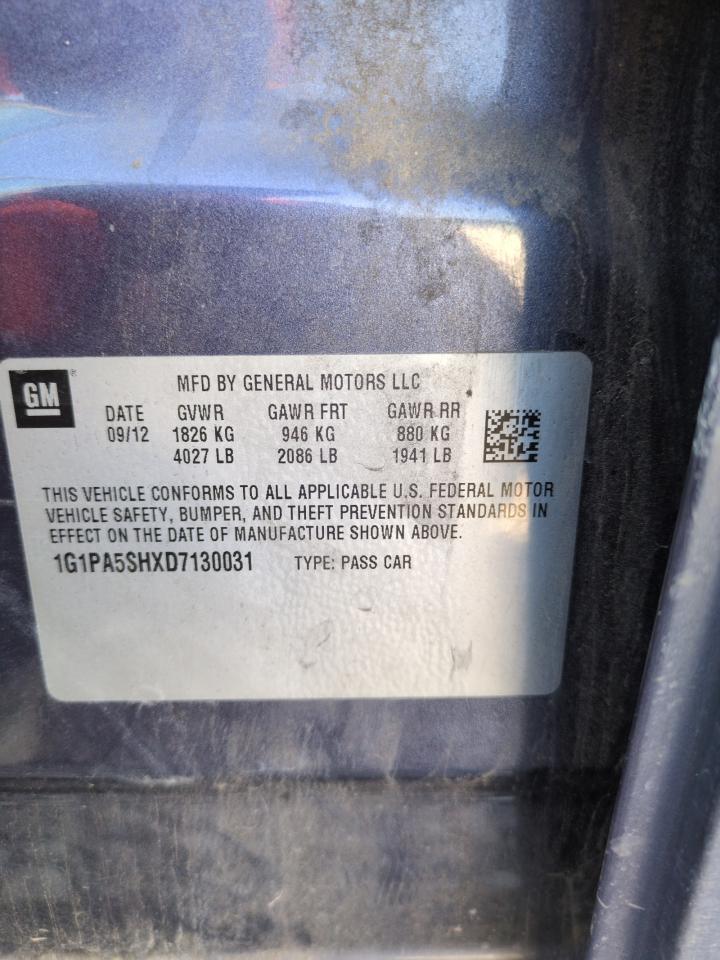 GM
MFD BY GENERAL MOTORS LLC
DATE GVWR GAWR FRT GAWR RR
09/12 1826 KG 946 KG 880 KG
4027 LB 2086 LB 1941 LB
THIS VEHICLE CONFORMS TO ALL APPLICABLE U.S. FEDERAL MOTOR
VEHICLE SAFETY, BUMPER, AND THEFT PREVENTION STANDARDS IN
EFFECT ON THE DATE OF MANUFACTURE SHOWN ABOVE.
1G1PA5SHXD7130031 TYPE: PASS CAR